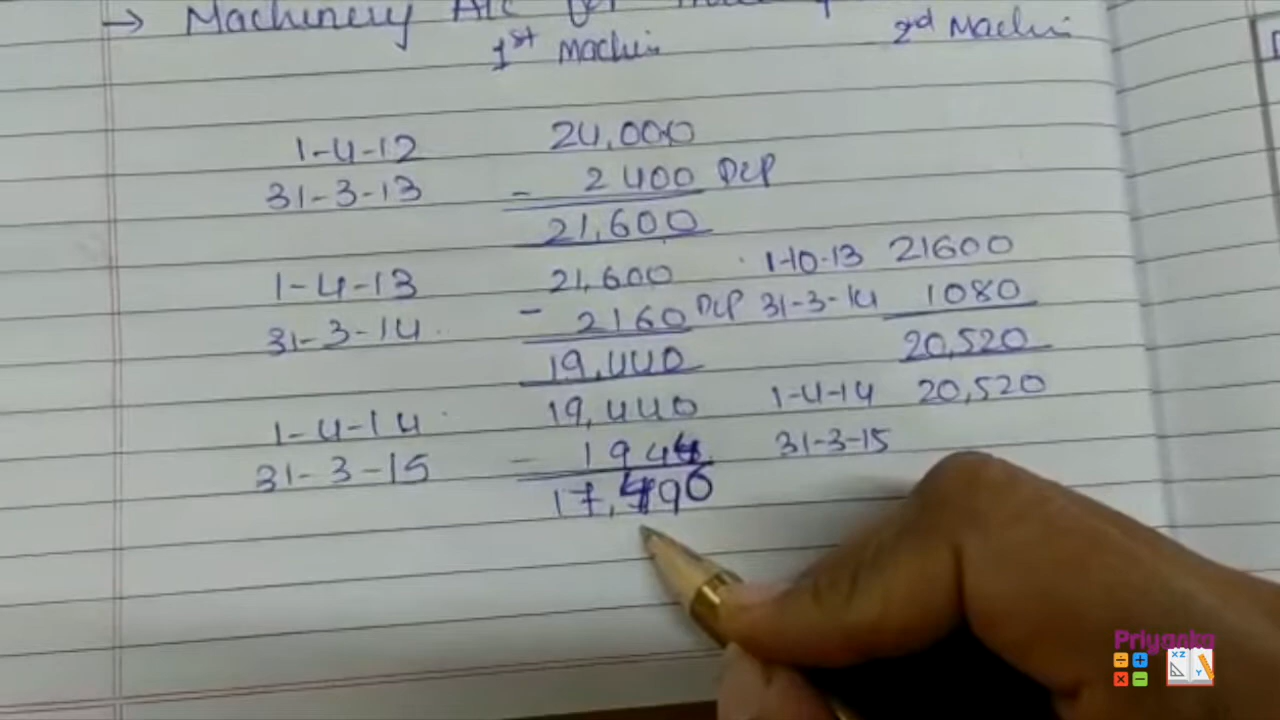 → Machinery A/c for
1st Machin 2nd Machin
1-4-12 24,000
31-3-13 - 2400 DEP
21,600
1-4-13 21,600 1-10-13 21600
31-3-14 - 2160 DEP 31-3-14 1080
19,440 20,520
1-4-14 19,440 1-4-14 20,520
31-3-15 - 1944 31-3-15
17,496
Priyanka